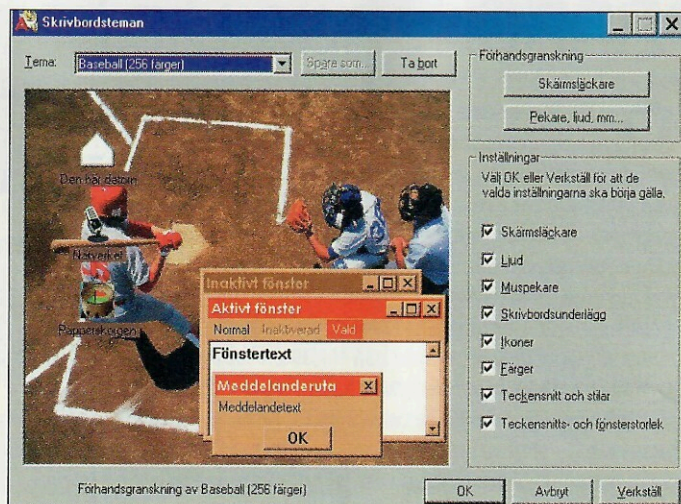 Skrivbordsteman
Tema:
Baseball (256 färger)
Spara som...
Ta bort
Förhandsgranskning
Skärmsläckare
Pekare, ljud, mm...
Den här datorn
Nätverket
Papperskorgen
Inaktivt fönster
Aktivt fönster
Normal Inaktiverad Vald
Fönstertext
Meddelanderuta
Meddelandetext
OK
Inställningar
Välj OK eller Verkställ för att de
valda inställningarna ska börja gälla.
Skärmsläckare
Ljud
Muspekare
Skrivbordsunderlägg
Ikoner
Färger
Teckensnitt och stilar
Teckensnitts- och fönsterstorlek
Förhandsgranskning av Baseball (256 färger)
OK
Avbryt
Verkställ